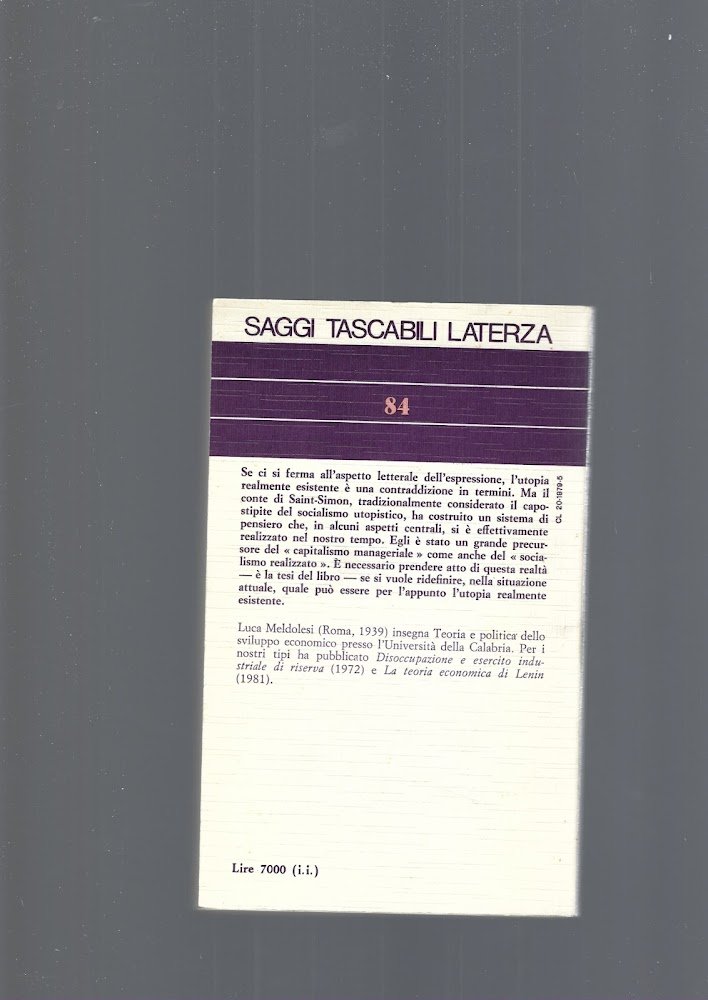 SAGGI TASCABILI LATERZA
84
Se ci si ferma all'aspetto letterale dell'espressione, l'utopia
realmente esistente è una contraddizione in termini. Ma il
conte di Saint-Simon, tradizionalmente considerato il capo-
stipite del socialismo utopistico, ha costruito un sistema di
pensiero che, in alcuni aspetti centrali, si è effettivamente
realizzato nel nostro tempo. Egli è stato un grande precur-
sore del « capitalismo manageriale » come anche del « socia-
lismo realizzato ». È necessario prendere atto di questa realtà
— è la tesi del libro — se si vuole ridefinire, nella situazione
attuale, quale può essere per l'appunto l'utopia realmente
esistente.
CL 20-1879-5
Luca Meldolesi (Roma, 1939) insegna Teoria e politica dello
sviluppo economico presso l'Università della Calabria. Per i
nostri tipi ha pubblicato Disoccupazione e esercito indu-
striale di riserva (1972) e La teoria economica di Lenin
(1981).
Lire 7000 (i.i.)